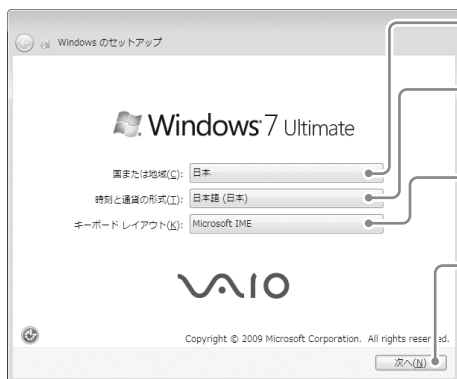 Windows のセットアップ
Windows 7 Ultimate
国または地域(C): 日本
時刻と通貨の形式(T): 日本語 (日本)
キーボード レイアウト(K): Microsoft IME
VAIO
Copyright © 2009 Microsoft Corporation. All rights reserved.
次へ(N)